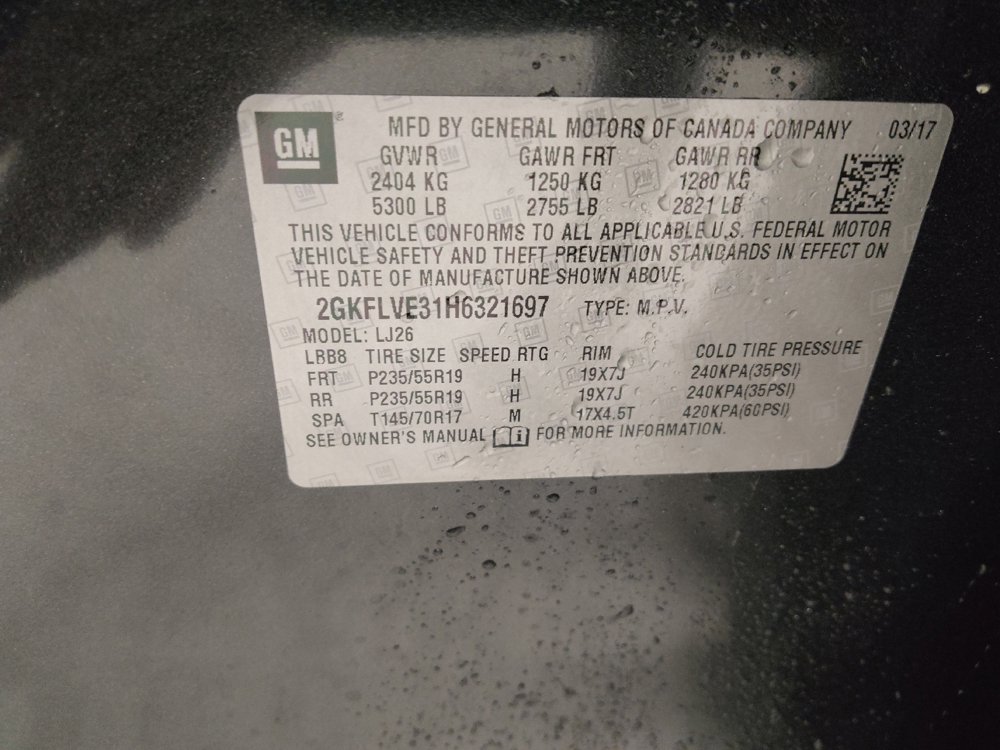 GM ® MFD BY GENERAL MOTORS OF CANADA COMPANY 03/17
GVWR GAWR FRT GAWR RR
2404 KG 1250 KG 1280 KG
5300 LB 2755 LB 2821 LB
THIS VEHICLE CONFORMS TO ALL APPLICABLE U.S. FEDERAL MOTOR
VEHICLE SAFETY AND THEFT PREVENTION STANDARDS IN EFFECT ON
THE DATE OF MANUFACTURE SHOWN ABOVE.
2GKFLVE31H6321697 TYPE: M.P.V.
MODEL: LJ26
LBB8 TIRE SIZE SPEED RTG RIM COLD TIRE PRESSURE
FRT P235/55R19 H 19X7J 240KPA(35PSI)
RR P235/55R19 H 19X7J 240KPA(35PSI)
SPA T145/70R17 M 17X4.5T 420KPA(60PSI)
SEE OWNER'S MANUAL FOR MORE INFORMATION.